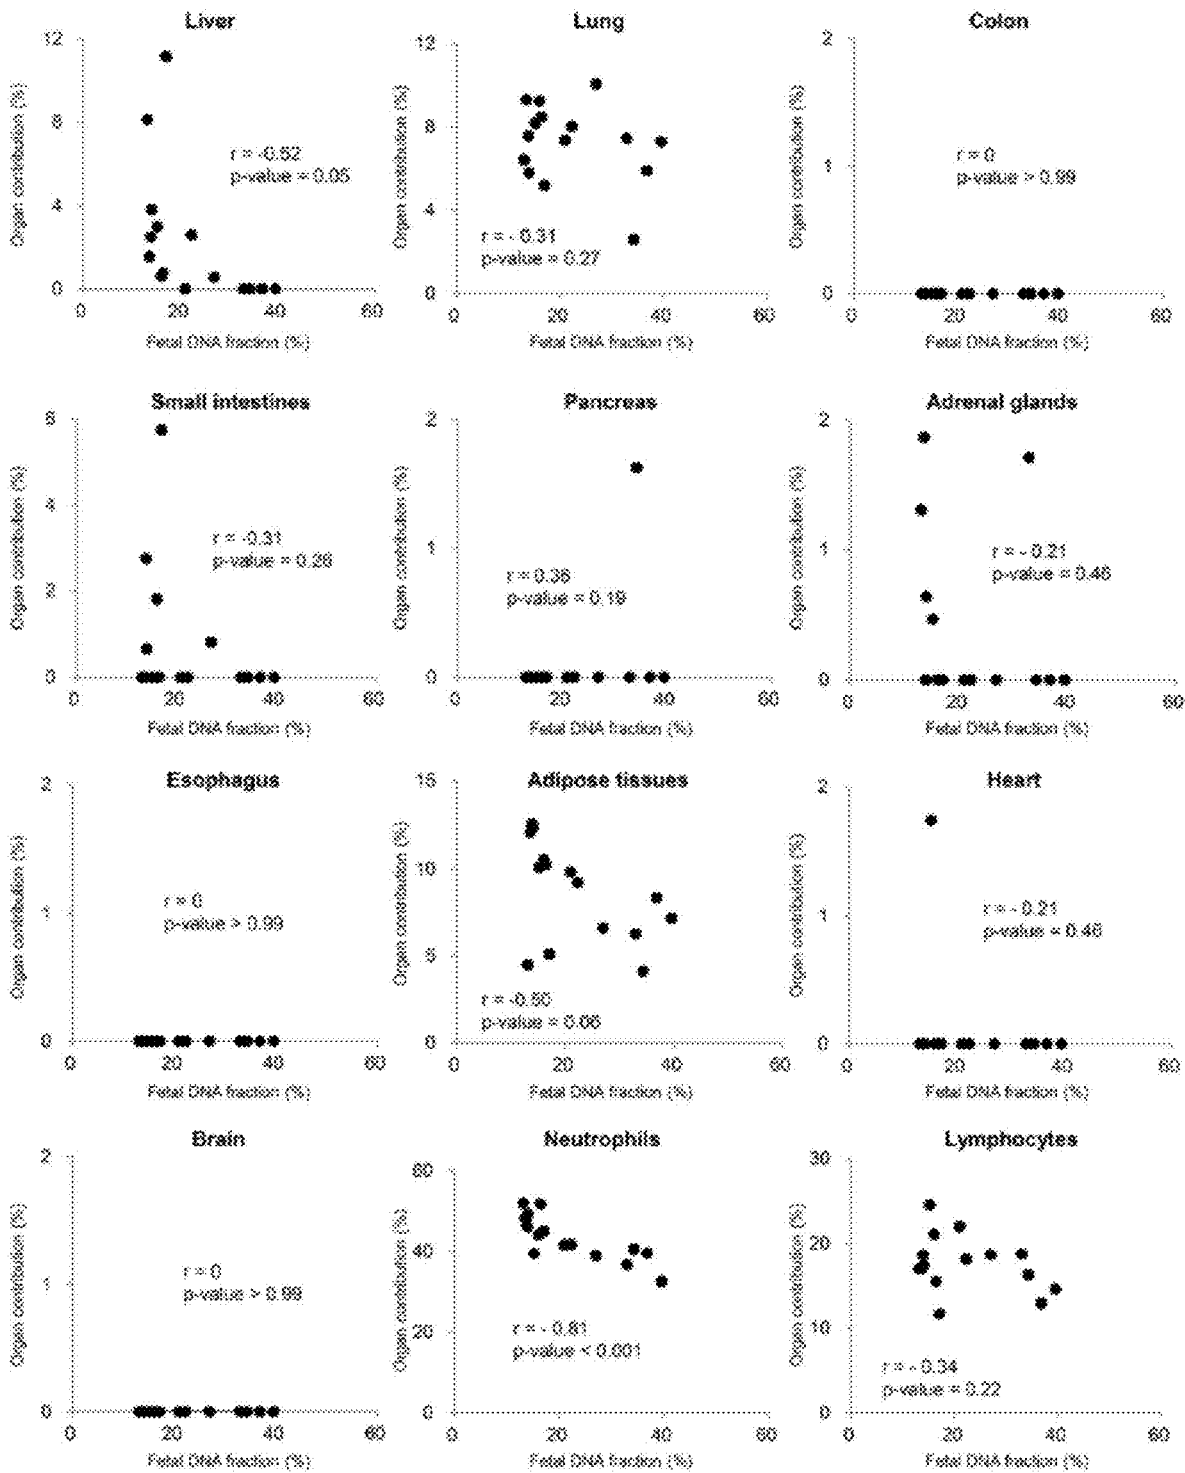 Liver
12
8
4
0
Organ contribution (%)
r = -0.52
p-value = 0.05
0 20 40 60
Fetal DNA fraction (%)
Lung
12
8
4
0
Organ contribution (%)
r = - 0.31
p-value = 0.27
0 20 40 60
Fetal DNA fraction (%)
Colon
2
1
0
Organ contribution (%)
r = 0
p-value > 0.99
0 20 40 60
Fetal DNA fraction (%)
Small intestines
6
4
2
0
Organ contribution (%)
r = -0.31
p-value = 0.26
0 20 40 60
Fetal DNA fraction (%)
Pancreas
2
1
0
Organ contribution (%)
r = 0.36
p-value = 0.19
0 20 40 60
Fetal DNA fraction (%)
Adrenal glands
2
1
0
Organ contribution (%)
r = - 0.21
p-value = 0.46
0 20 40 60
Fetal DNA fraction (%)
Esophagus
2
1
0
Organ contribution (%)
r = 0
p-value > 0.99
0 20 40 60
Fetal DNA fraction (%)
Adipose tissues
15
10
5
0
Organ contribution (%)
r = -0.50
p-value = 0.06
0 20 40 60
Fetal DNA fraction (%)
Heart
2
1
0
Organ contribution (%)
r = - 0.21
p-value = 0.46
0 20 40 60
Fetal DNA fraction (%)
Brain
2
1
0
Organ contribution (%)
r = 0
p-value > 0.99
0 20 40 60
Fetal DNA fraction (%)
Neutrophils
60
40
20
0
Organ contribution (%)
r = - 0.81
p-value < 0.001
0 20 40 60
Fetal DNA fraction (%)
Lymphocytes
30
20
10
0
Organ contribution (%)
r = - 0.34
p-value = 0.22
0 20 40 60
Fetal DNA fraction (%)